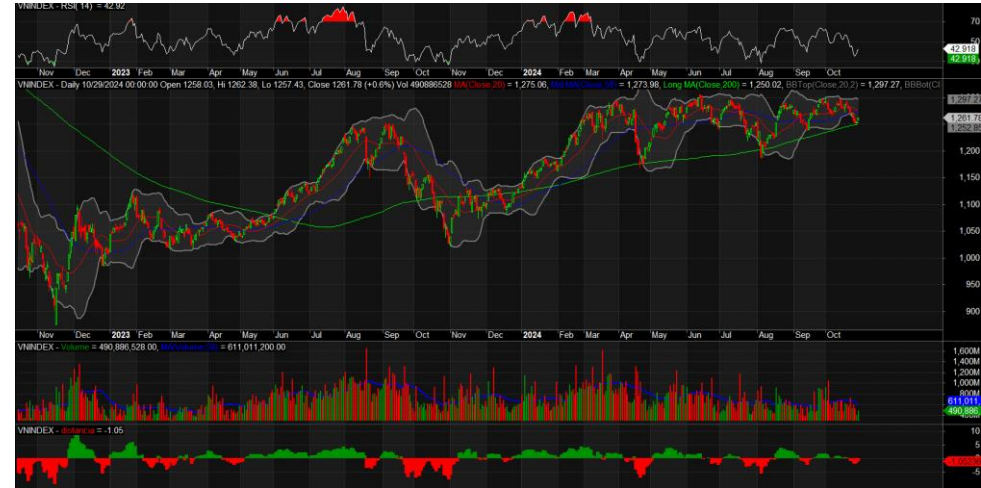 VNINDEX - RSI( 14) = 42.92
70
50
42.918
42.918
Nov Dec 2023 Feb Mar Apr May Jun Jul Aug Sep Oct Nov Dec 2024 Feb Mar Apr May Jun Jul Aug Sep Oct
VNINDEX - Daily 10/29/2024 00:00:00 Open 1258.03, Hi 1262.38, Lo 1257.43, Close 1261.78 (+0.6%) Vol 490886528 MA(Close,20) = 1,275.06, = 1,273.98, Long MA(Close,200) = 1,250.02, BBTop(Close,20,2) = 1,297.27, BBBot(Cl
1,297.27
1,261.78
1,252.85
1,200
1,150
1,100
1,050
1,000
950
900
Nov Dec 2023 Feb Mar Apr May Jun Jul Aug Sep Oct Nov Dec 2024 Feb Mar Apr May Jun Jul Aug Sep Oct
VNINDEX - Volume = 490,886,528.00, = 611,011,200.00
1,600M
1,400M
1,200M
1,000M
800M
611,011,
490,886,
VNINDEX - distancia = -1.05
10
5
-5